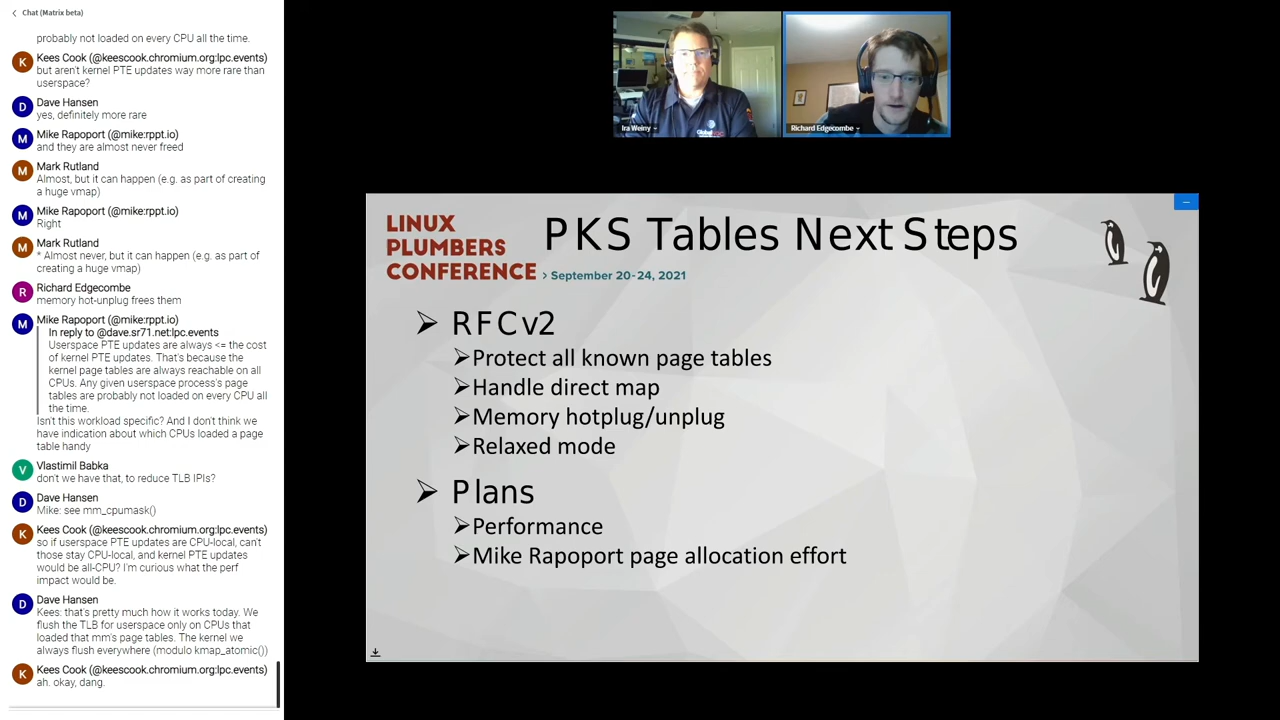 Chat (Matrix beta)
probably not loaded on every CPU all the time.
K
Kees Cook (@keescook.chromium.org:lpc.events)
but aren't kernel PTE updates way more rare than
userspace?
D
Dave Hansen
yes, definitely more rare
M
Mike Rapoport (@mike:rppt.io)
and they are almost never freed
M
Mark Rutland
Almost, but it can happen (e.g. as part of creating
a huge vmap)
M
Mike Rapoport (@mike:rppt.io)
Right
M
Mark Rutland
* Almost never, but it can happen (e.g. as part of
creating a huge vmap)
R
Richard Edgecombe
memory hot-unplug frees them
M
Mike Rapoport (@mike:rppt.io)
In reply to @dave.sr71.net:lpc.events
Userspace PTE updates are always <= the cost
of kernel PTE updates. That's because the
kernel page tables are always reachable on all
CPUs. Any given userspace process's page
tables are probably not loaded on every CPU all
the time.
Isn't this workload specific? And I don't think we
have indication about which CPUs loaded a page
table handy
V
Vlastimil Babka
don't we have that, to reduce TLB IPIs?
D
Dave Hansen
Mike: see mm_cpumask()
K
Kees Cook (@keescook.chromium.org:lpc.events)
so if userspace PTE updates are CPU-local, can't
those stay CPU-local, and kernel PTE updates
would be all-CPU? I'm curious what the perf
impact would be.
D
Dave Hansen
Kees: that's pretty much how it works today. We
flush the TLB for userspace only on CPUs that
loaded that mm's page tables. The kernel we
always flush everywhere (modulo kmap_atomic())
K
Kees Cook (@keescook.chromium.org:lpc.events)
ah. okay, dang.
Ira Weiny
Global
Richard Edgecombe
LINUX
PLUMBERS
CONFERENCE
> September 20-24, 2021
PKS Tables Next Steps
➢ RFCv2
➢Protect all known page tables
➢Handle direct map
➢Memory hotplug/unplug
➢Relaxed mode
➢ Plans
➢Performance
➢Mike Rapoport page allocation effort